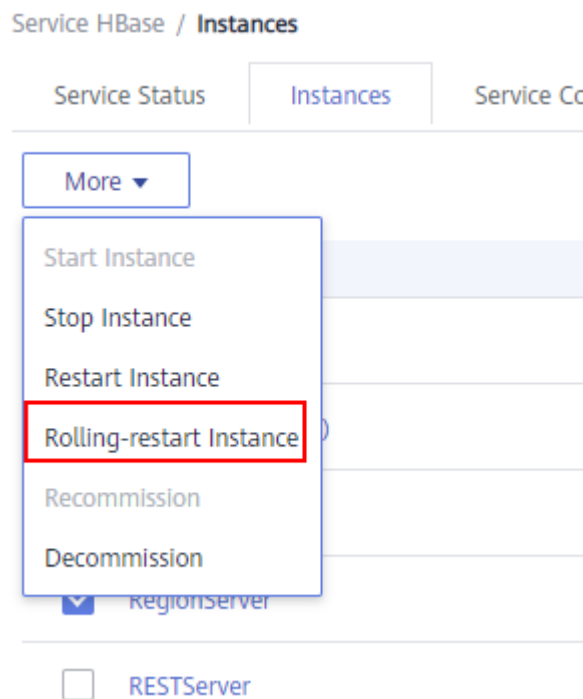 Service HBase / Instances
Service Status Instances Service Co
More
Start Instance
Stop Instance
Restart Instance
Rolling-restart Instance )
Recommission
Decommission
RegionServer
RESTServer